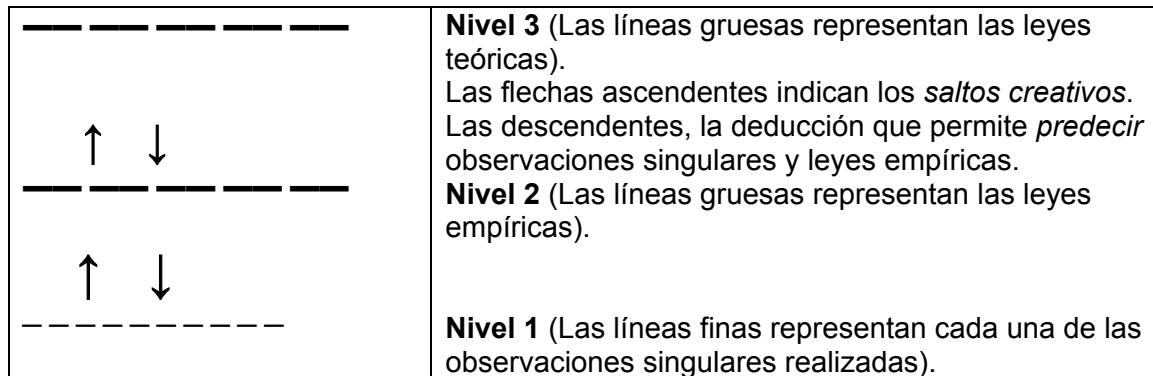 Nivel 3 (Las líneas gruesas representan las leyes
teóricas).
Las flechas ascendentes indican los saltos creativos.
Las descendentes, la deducción que permite predecir
observaciones singulares y leyes empíricas.
Nivel 2 (Las líneas gruesas representan las leyes
empíricas).
Nivel 1 (Las líneas finas representan cada una de las
observaciones singulares realizadas).